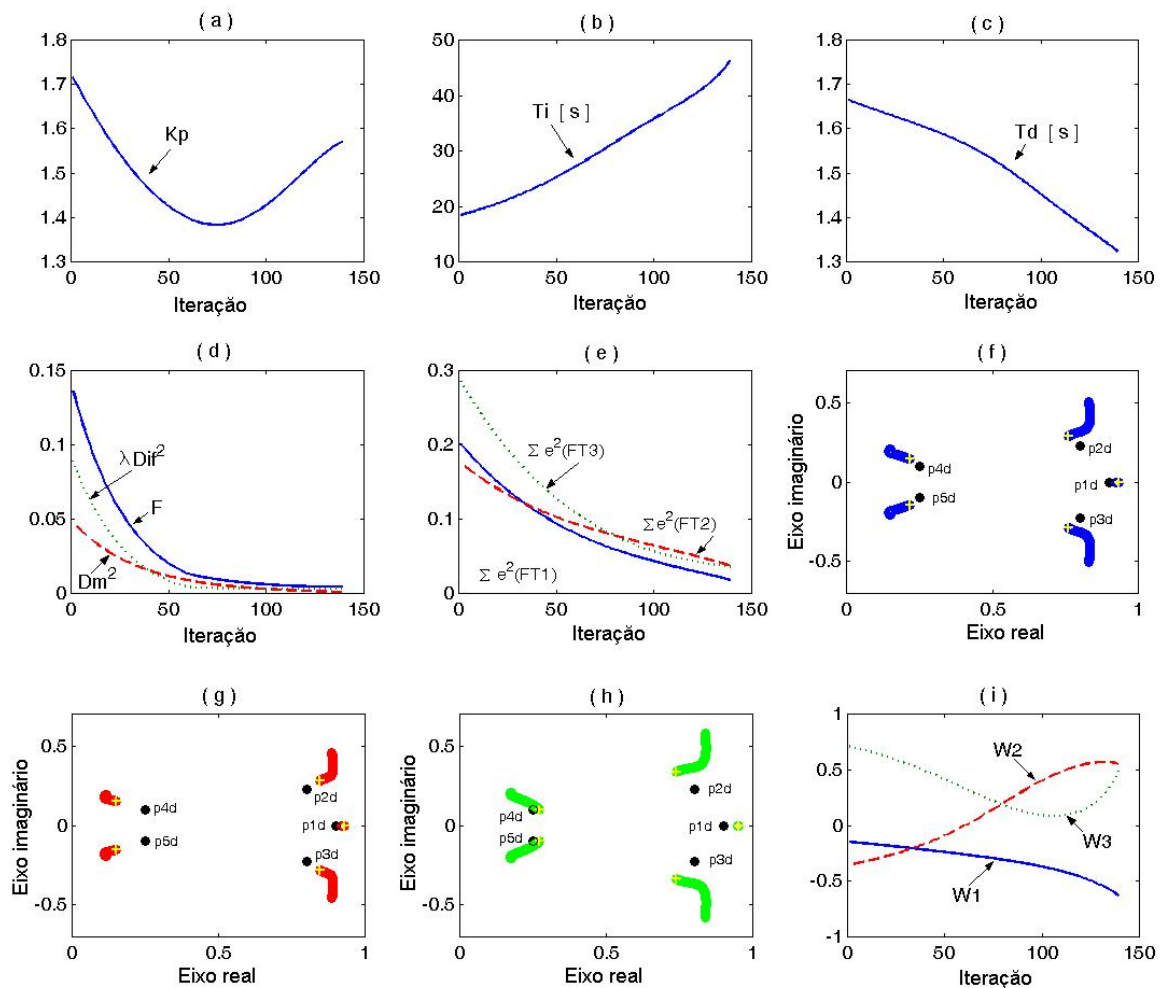 ( a )
1.8
1.7
1.6
1.5
1.4
1.3
0
50
100
150
Kp
Iteração
( b )
50
40
30
20
10
0
50
100
150
Ti [ s ]
Iteração
( c )
1.8
1.7
1.6
1.5
1.4
1.3
0
50
100
150
Td [ s ]
Iteração
( d )
0.15
0.1
0.05
0
0
50
100
150
λ Dif²
F
Dm²
Iteração
( e )
0.3
0.2
0.1
0
0
50
100
150
Σ e²(FT3)
Σe²(FT2)
Σ e²(FT1)
Iteração
( f )
Eixo imaginário
0.5
0
-0.5
0
0.5
1
p2d
p4d
p1d
p5d
p3d
Eixo real
( g )
Eixo imaginário
0.5
0
-0.5
0
0.5
1
p2d
p4d
p1d
p5d
p3d
Eixo real
( h )
Eixo imaginário
0.5
0
-0.5
0
0.5
1
p2d
p4d
p1d
p5d
p3d
Eixo real
( i )
1
0.5
0
-0.5
-1
0
50
100
150
W2
W3
W1
Iteração